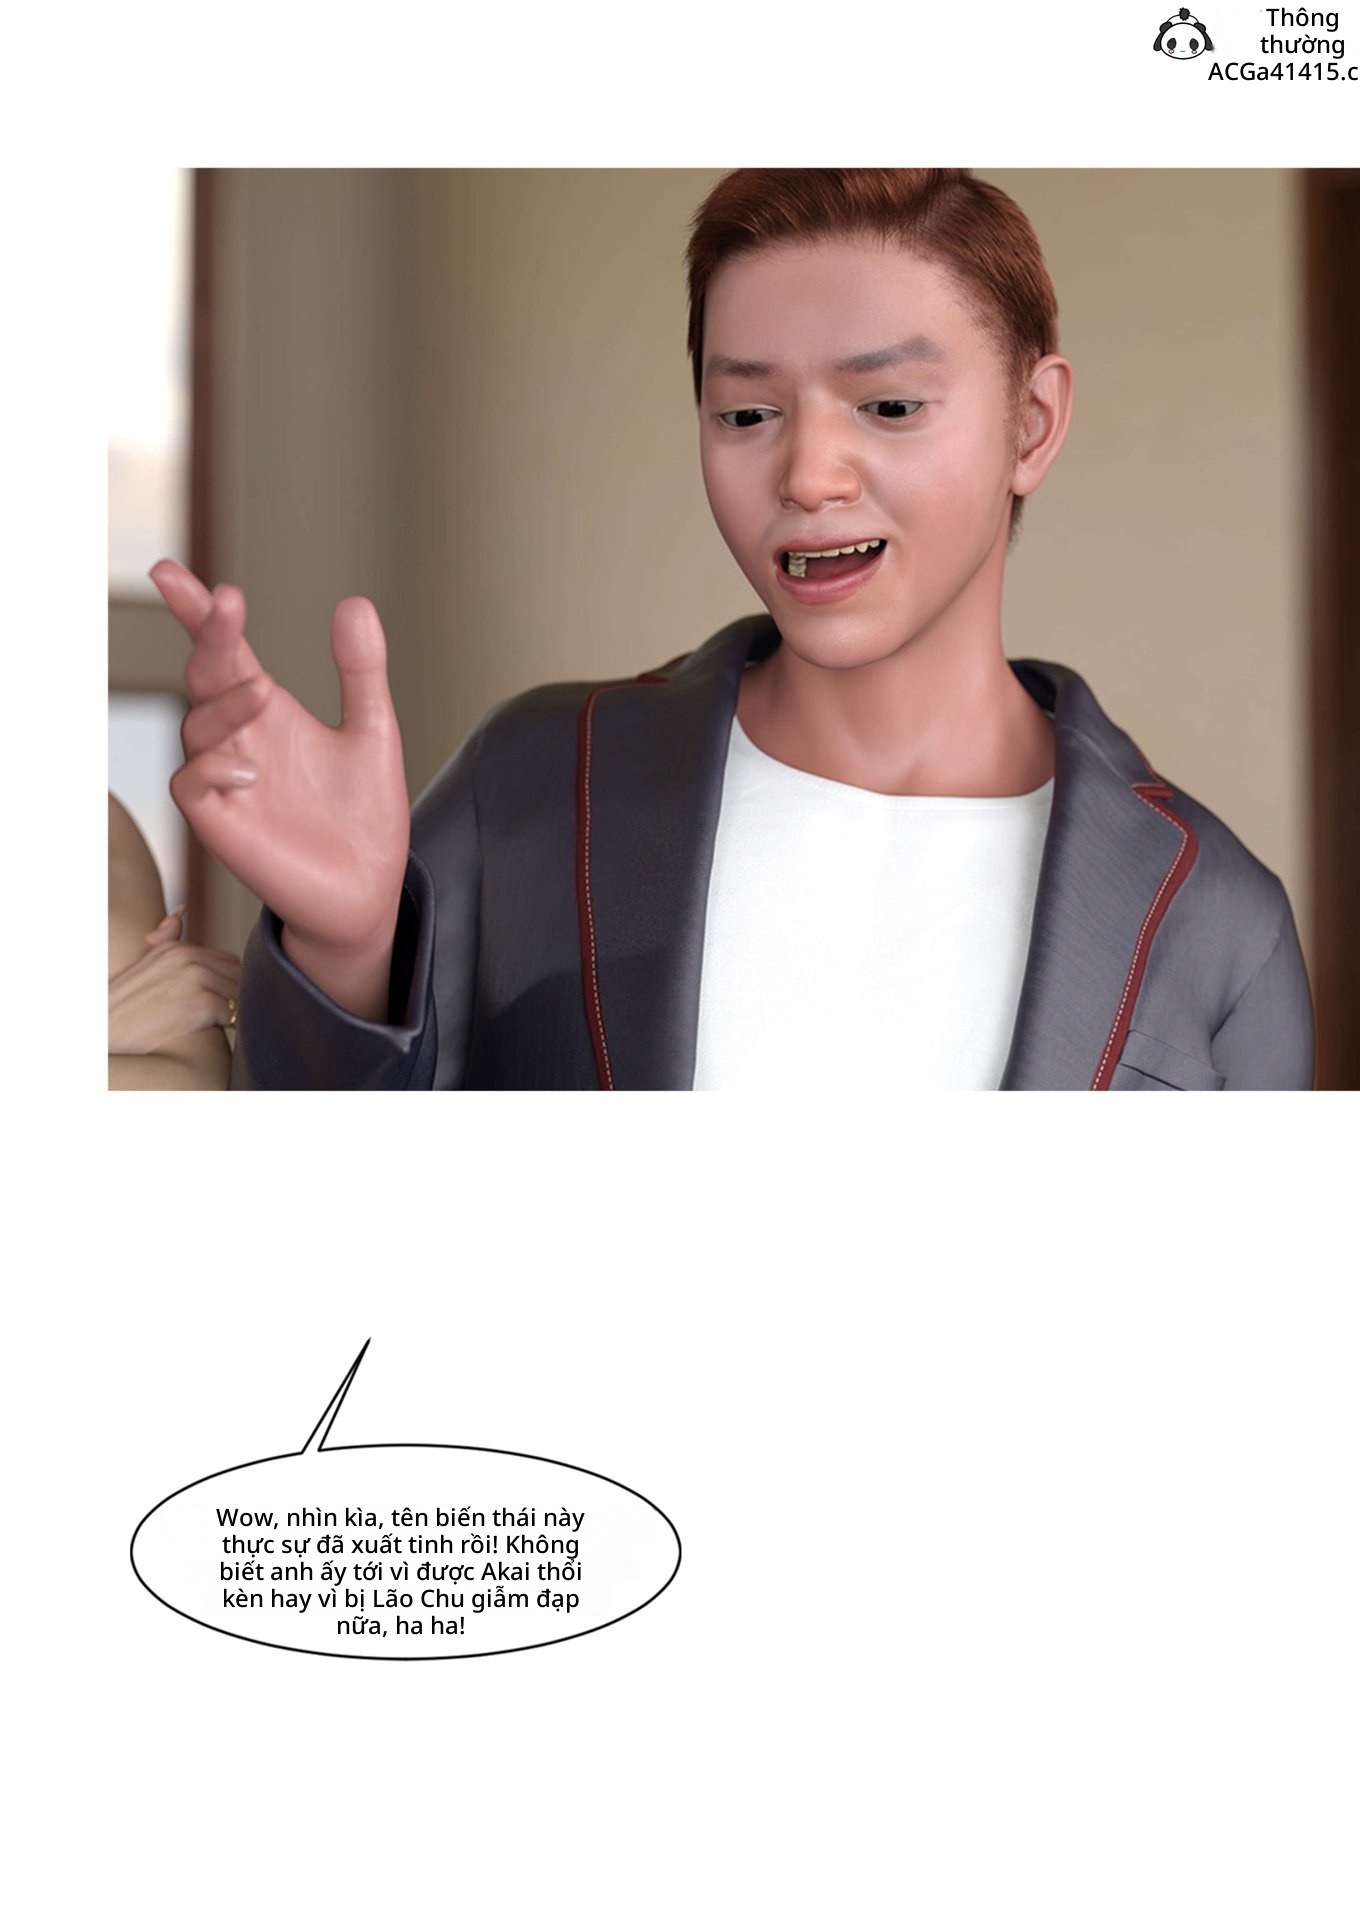 Thông
thường
ACGa41415.c
Wow, nhìn kìa, tên biến thái này
thực sự đã xuất tinh rồi! Không
biết anh ấy tới vì được Akai thổi
kèn hay vì bị Lão Chu giẫm đạp
nữa, ha ha!